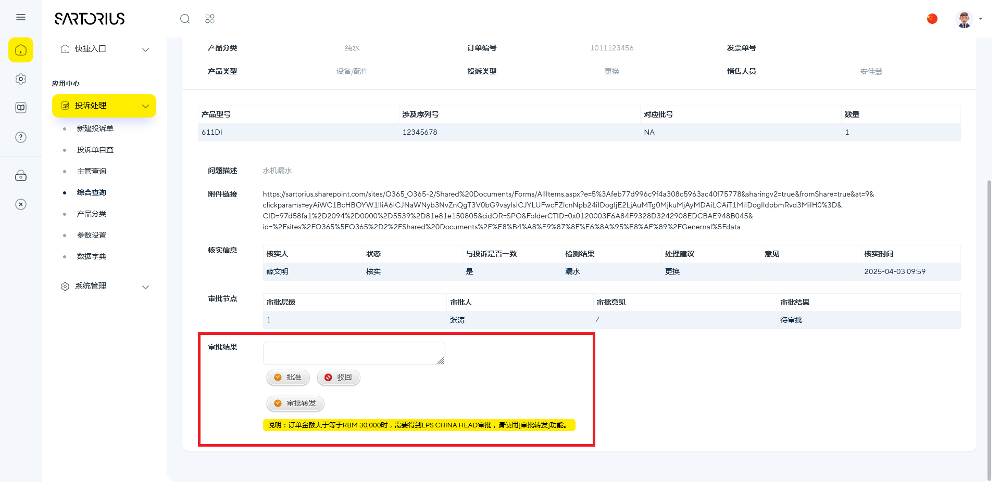 SARTORIUS
快捷入口
应用中心
投诉处理
新建投诉单
投诉单自查
主管查询
综合查询
产品分类
参数设置
数据字典
系统管理
产品分类 纯水 订单编号 1011123456 发票单号
产品类型 设备/配件 投诉类型 更换 销售人员 安佳慧
产品型号 涉及序列号 对应批号 数量
611DI 12345678 NA 1
问题描述 水机漏水
附件链接 https://sartorius.sharepoint.com/sites/O365_O365-2/Shared%20Documents/Forms/AllItems.aspx?e=5%3Afeb77d996c9f4a308c5963ac40f75778&sharingv2=true&fromShare=true&at=9&
clickparams=eyAiWC1BcHBOYW1lIiA6ICJNaWNyb3NvZnQgT3V0bG9vayIsICJYLUFwcFZlcnNpb24iIDogIjE2LjAuMTg0MjkuMjAyMDAiLCAiT1MiIDogIldpbmRvd3MiIH0%3D&
CID=97d58fa1%2D2094%2D0000%2D5539%2D81e81e150805&cidOR=SPO&FolderCTID=0x0120003F6A84F9328D3242908EDCBAE948B045&
id=%2Fsites%2FO365%5FO365%2D2%2FShared%20Documents%2F%E8%B4%A8%E9%87%8F%E6%8A%95%E8%AF%89%2FGenernal%5Fdata
核实信息
核实人 状态 与投诉是否一致 检测结果 处理建议 意见 核实时间
薛文明 核实 是 漏水 更换 2025-04-03 09:59
审批节点
审批层级 审批人 审批意见 审批结果
1 张涛 / 待审批
审批结果
批准 驳回
审批转发
说明：订单金额大于等于RBM 30,000时，需要得到LPS CHINA HEAD审批，请使用[审批转发]功能。